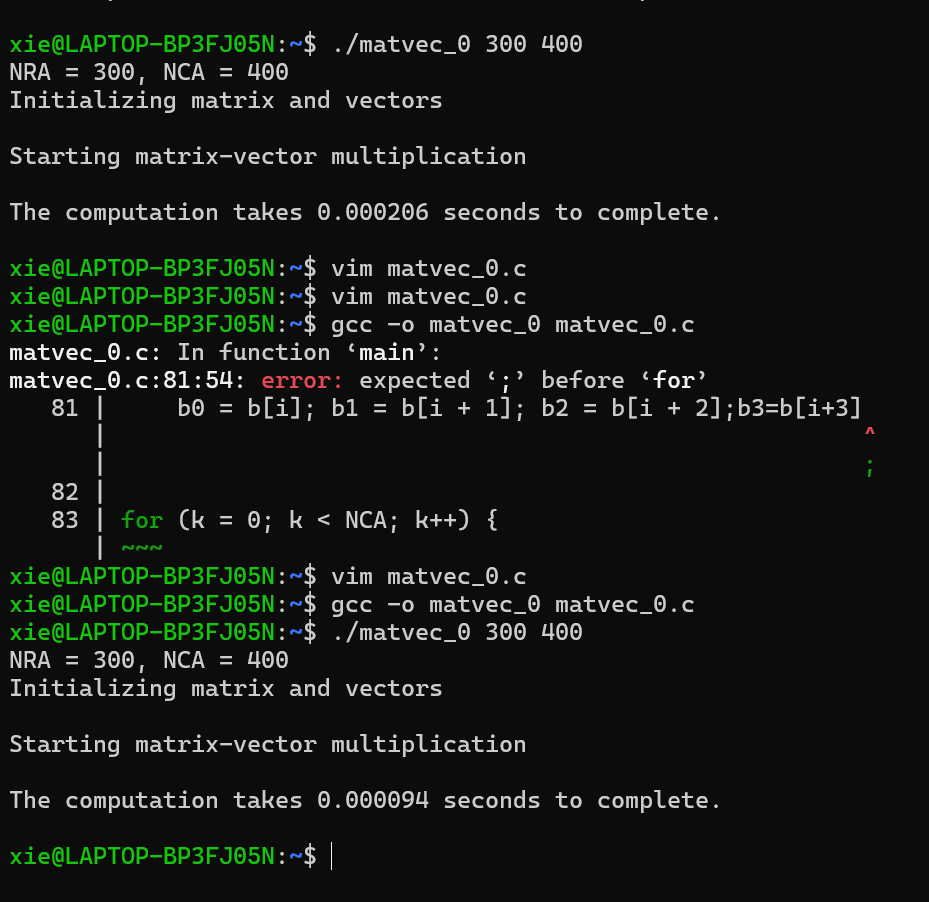 xie@LAPTOP-BP3FJ05N:~$ ./matvec_0 300 400
NRA = 300, NCA = 400
Initializing matrix and vectors
Starting matrix-vector multiplication
The computation takes 0.000206 seconds to complete.
xie@LAPTOP-BP3FJ05N:~$ vim matvec_0.c
xie@LAPTOP-BP3FJ05N:~$ vim matvec_0.c
xie@LAPTOP-BP3FJ05N:~$ gcc -o matvec_0 matvec_0.c
matvec_0.c: In function ‘main’:
matvec_0.c:81:54: error: expected ‘;’ before ‘for’
   81 |     b0 = b[i]; b1 = b[i + 1]; b2 = b[i + 2];b3=b[i+3]
      |                                                      ^
      |                                                      ;
   82 |
   83 | for (k = 0; k < NCA; k++) {
      | ~~~
xie@LAPTOP-BP3FJ05N:~$ vim matvec_0.c
xie@LAPTOP-BP3FJ05N:~$ gcc -o matvec_0 matvec_0.c
xie@LAPTOP-BP3FJ05N:~$ ./matvec_0 300 400
NRA = 300, NCA = 400
Initializing matrix and vectors
Starting matrix-vector multiplication
The computation takes 0.000094 seconds to complete.
xie@LAPTOP-BP3FJ05N:~$